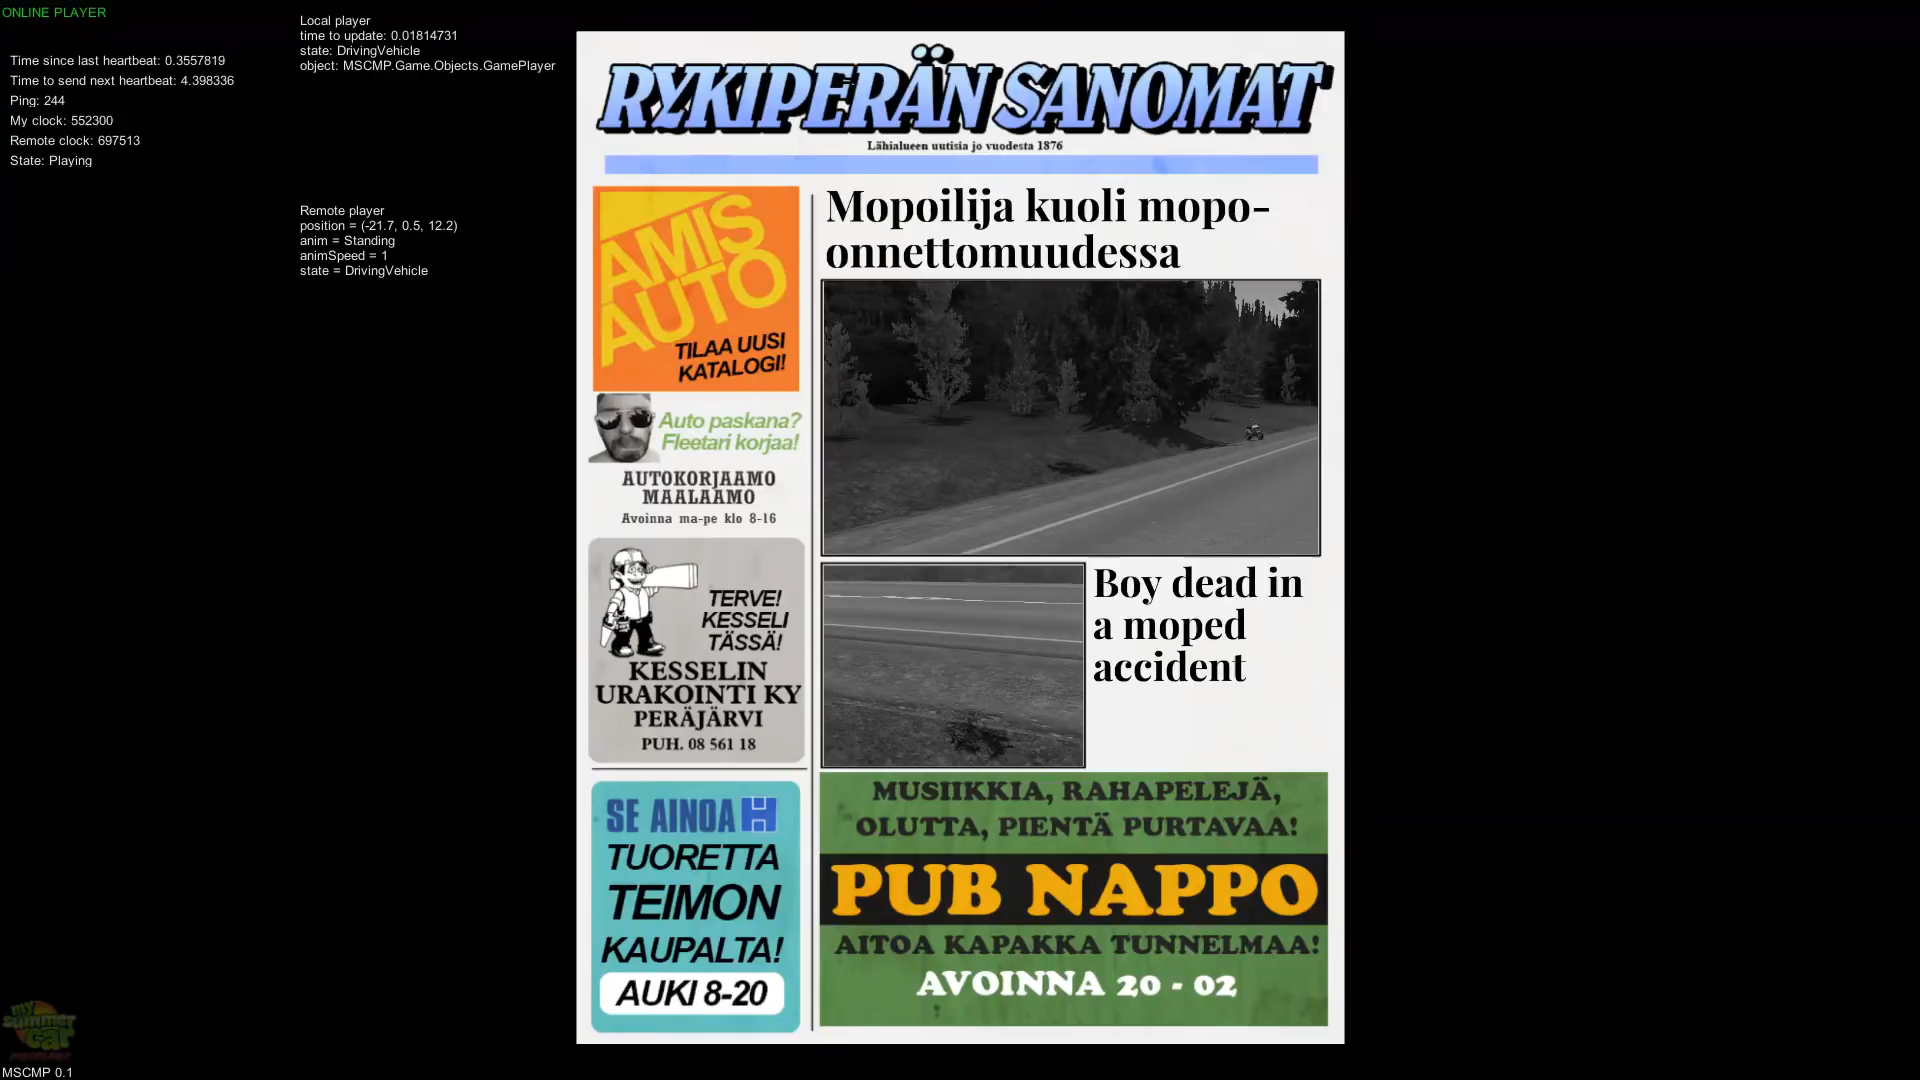 ONLINE PLAYER
Time since last heartbeat: 0.3557819
Time to send next heartbeat: 4.398336
Ping: 244
My clock: 552300
Remote clock: 697513
State: Playing
Local player
time to update: 0.01814731
state: DrivingVehicle
object: MSCMP.Game.Objects.GamePlayer
Remote player
position = (-21.7, 0.5, 12.2)
anim = Standing
animSpeed = 1
state = DrivingVehicle
RYKIPERÄN SANOMAT
Lähialueen uutisia jo vuodesta 1876
AMIS
AUTO
TILAA UUSI
KATALOGI!
Auto paskana?
Fleetari korjaa!
AUTOKORJAAMO
MAALAAMO
Avoinna ma-pe klo 8-16
TERVE!
KESSELI
TÄSSÄ!
KESSELIN
URAKOINTI KY
PERÄJÄRVI
PUH. 08 561 18
SE AINOA H
TUORETTA
TEIMON
KAUPALTA!
AUKI 8-20
Mopoilija kuoli mopo-
onnettomuudessa
Boy dead in
a moped
accident
MUSIIKKIA, RAHAPELEJÄ,
OLUTTA, PIENTÄ PURTAVAA!
PUB NAPPO
AITOA KAPAKKA TUNNELMAA!
AVOINNA 20 - 02
my
summer
car
MSCMP 0.1